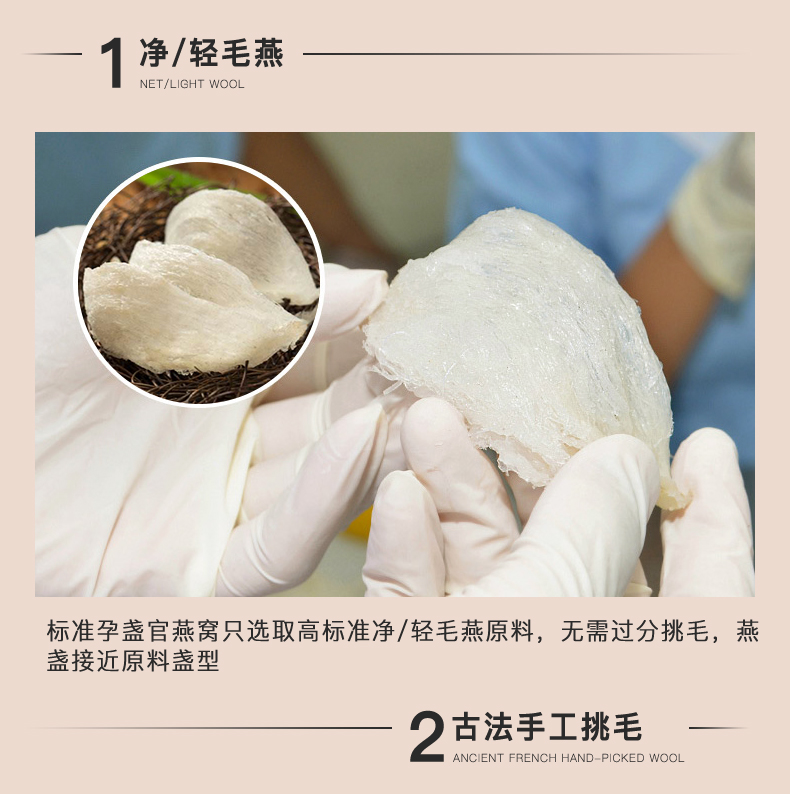 1 净/轻毛燕
NET/LIGHT WOOL
标准孕盏官燕窝只选取高标准净/轻毛燕原料，无需过分挑毛，燕
盏接近原料盏型
2 古法手工挑毛
ANCIENT FRENCH HAND-PICKED WOOL